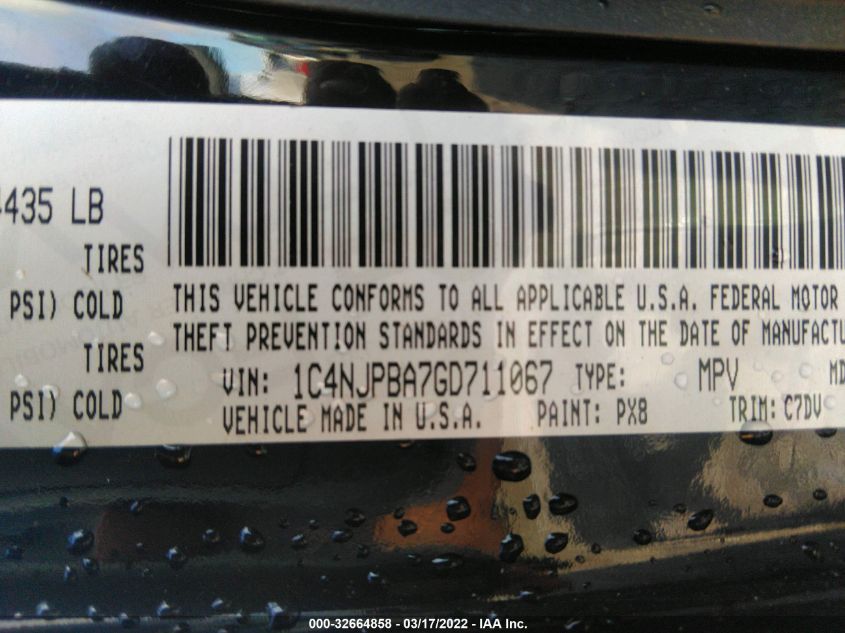 435 LB
TIRES
PSI) COLD
TIRES
PSI) COLD
THIS VEHICLE CONFORMS TO ALL APPLICABLE U.S.A. FEDERAL MOTOR
THEFT PREVENTION STANDARDS IN EFFECT ON THE DATE OF MANUFACTU
VIN: 1C4NJPBA7GD711067 TYPE: MPV MD
VEHICLE MADE IN U.S.A. PAINT: PX8 TRIM: C7DV
000-32664858 - 03/17/2022 - IAA Inc.